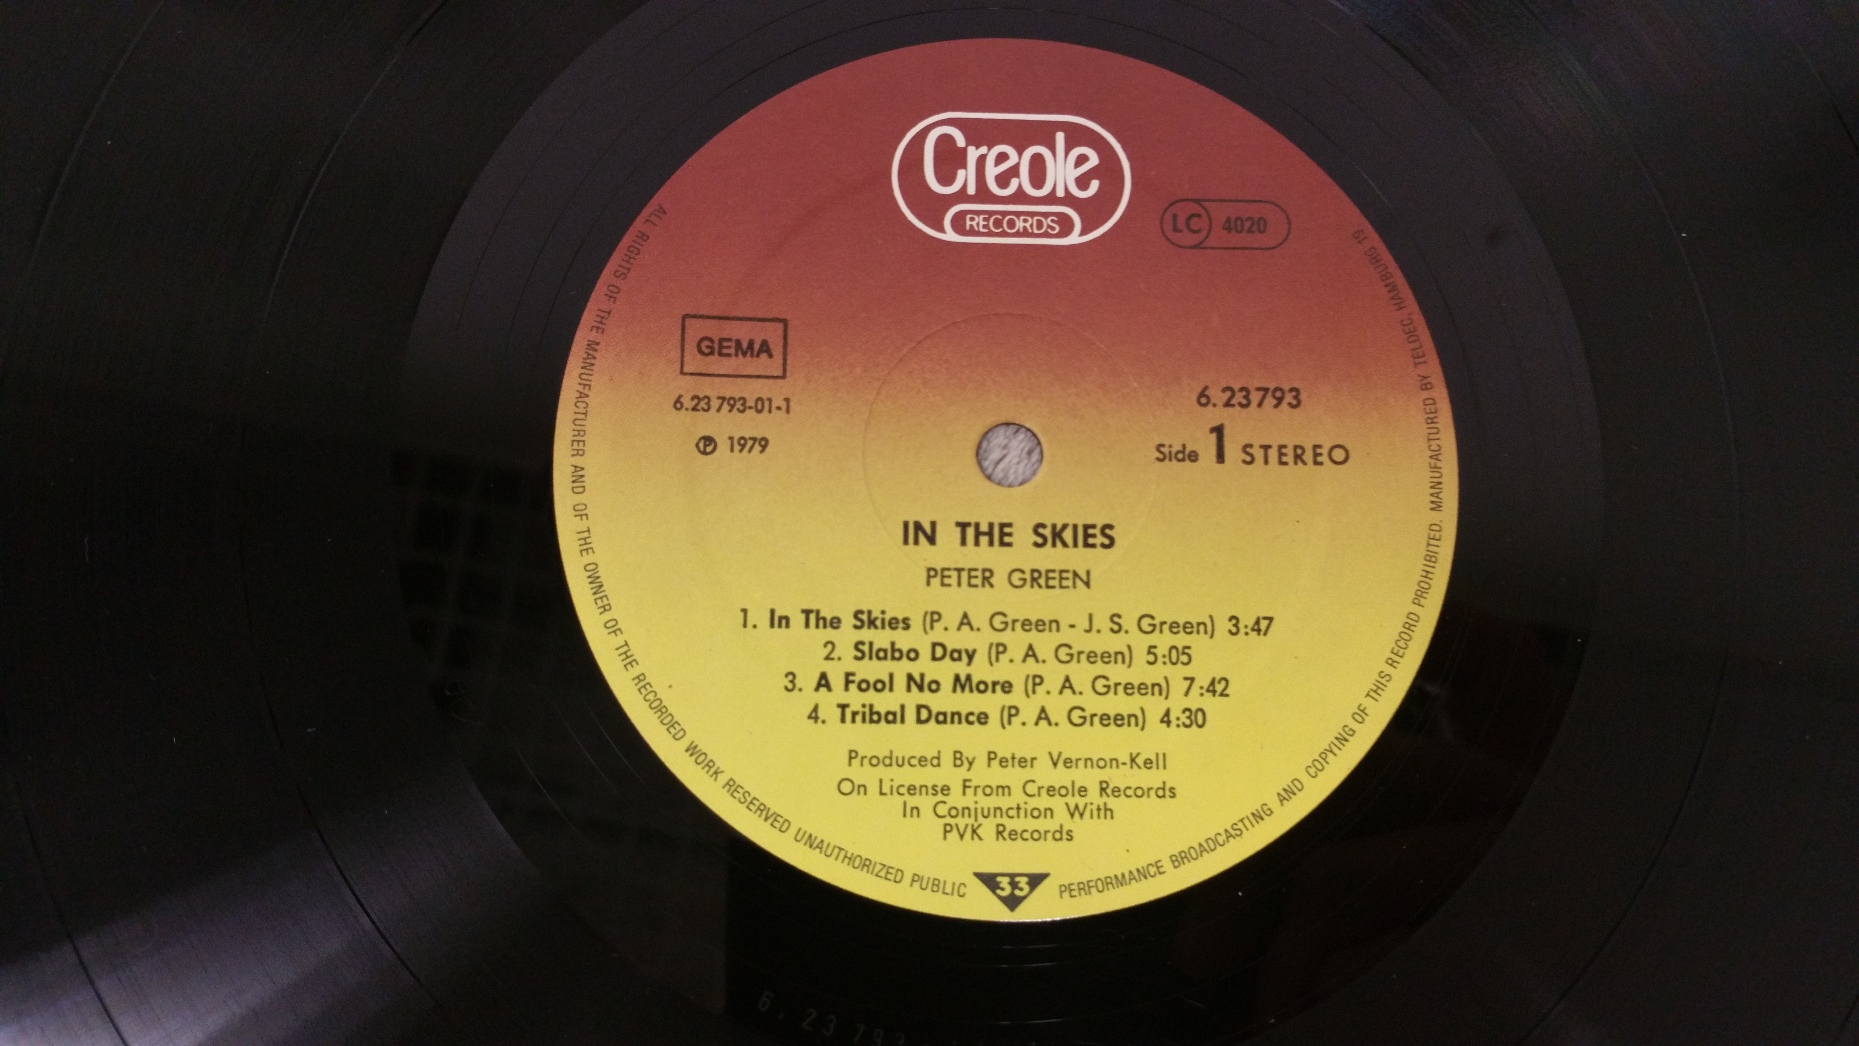 Creole
RECORDS
LC 4020
GEMA
6.23 793-01-1
℗ 1979
6.23793
Side 1 STEREO
IN THE SKIES
PETER GREEN
1. In The Skies (P. A. Green - J. S. Green) 3:47
2. Slabo Day (P. A. Green) 5:05
3. A Fool No More (P. A. Green) 7:42
4. Tribal Dance (P. A. Green) 4:30
Produced By Peter Vernon-Kell
On License From Creole Records
In Conjunction With
PVK Records
33
ALL RIGHTS OF THE MANUFACTURER AND OF THE OWNER OF THE RECORDED WORK RESERVED UNAUTHORIZED PUBLIC PERFORMANCE BROADCASTING AND COPYING OF THIS RECORD PROHIBITED. MANUFACTURED BY TELDEC, HAMBURG 19
6.23 793